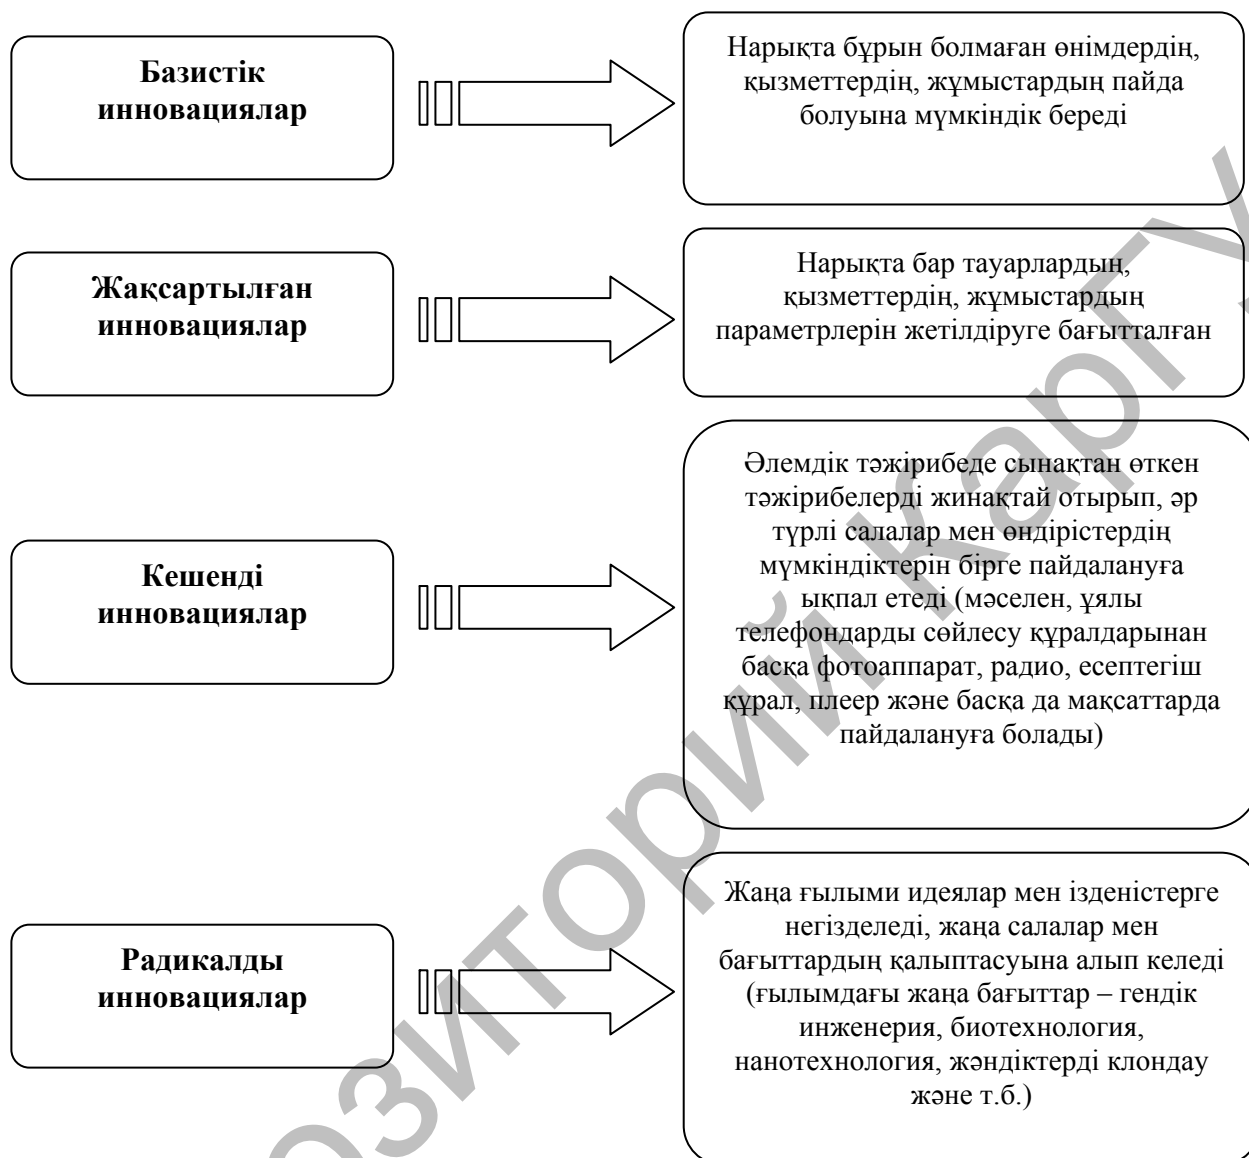 Базистік
инновациялар
Нарықта бұрын болмаған өнімдердің,
қызметтердің, жұмыстардың пайда
болуына мүмкіндік береді
Жақсартылған
инновациялар
Нарықта бар тауарлардың,
қызметтердің, жұмыстардың
параметрлерін жетілдіруге бағытталған
Кешенді
инновациялар
Әлемдік тәжірибеде сынақтан өткен
тәжірибелерді жинақтай отырып, әр
түрлі салалар мен өндірістердің
мүмкіндіктерін бірге пайдалануға
ықпал етеді (мәселен, ұялы
телефондарды сөйлесу құралдарынан
басқа фотоаппарат, радио, есептегіш
құрал, плеер және басқа да мақсаттарда
пайдалануға болады)
Радикалды
инновациялар
Жаңа ғылыми идеялар мен ізденістерге
негізделеді, жаңа салалар мен
бағыттардың қалыптасуына алып келеді
(ғылымдағы жаңа бағыттар – гендік
инженерия, биотехнология,
нанотехнология, жәндіктерді клондау
және т.б.)
озиторий КарГУ